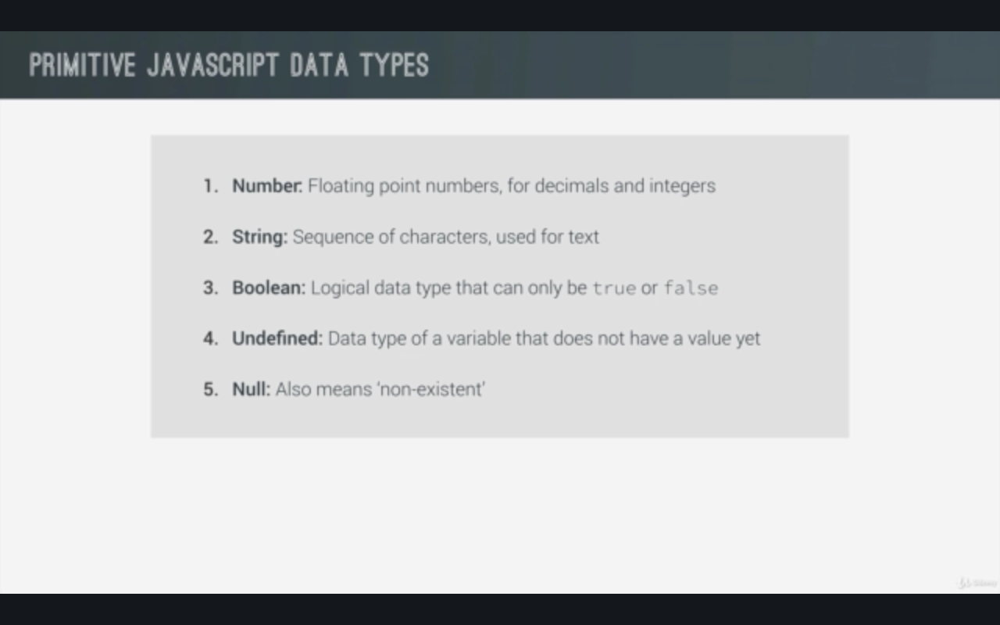 PRIMITIVE JAVASCRIPT DATA TYPES
1. Number: Floating point numbers, for decimals and integers
2. String: Sequence of characters, used for text
3. Boolean: Logical data type that can only be true or false
4. Undefined: Data type of a variable that does not have a value yet
5. Null: Also means ‘non-existent’
Udemy